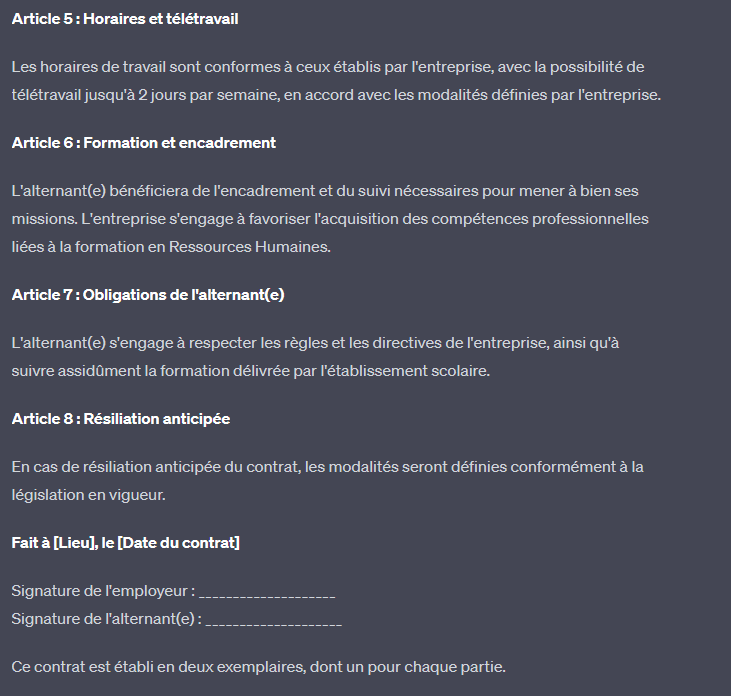 Article 5 : Horaires et télétravail
Les horaires de travail sont conformes à ceux établis par l'entreprise, avec la possibilité de
télétravail jusqu'à 2 jours par semaine, en accord avec les modalités définies par l'entreprise.
Article 6 : Formation et encadrement
L'alternant(e) bénéficiera de l'encadrement et du suivi nécessaires pour mener à bien ses
missions. L'entreprise s'engage à favoriser l'acquisition des compétences professionnelles
liées à la formation en Ressources Humaines.
Article 7 : Obligations de l'alternant(e)
L'alternant(e) s'engage à respecter les règles et les directives de l'entreprise, ainsi qu'à
suivre assidûment la formation délivrée par l'établissement scolaire.
Article 8 : Résiliation anticipée
En cas de résiliation anticipée du contrat, les modalités seront définies conformément à la
législation en vigueur.
Fait à [Lieu], le [Date du contrat]
Signature de l'employeur : ____________________
Signature de l'alternant(e) : ____________________
Ce contrat est établi en deux exemplaires, dont un pour chaque partie.